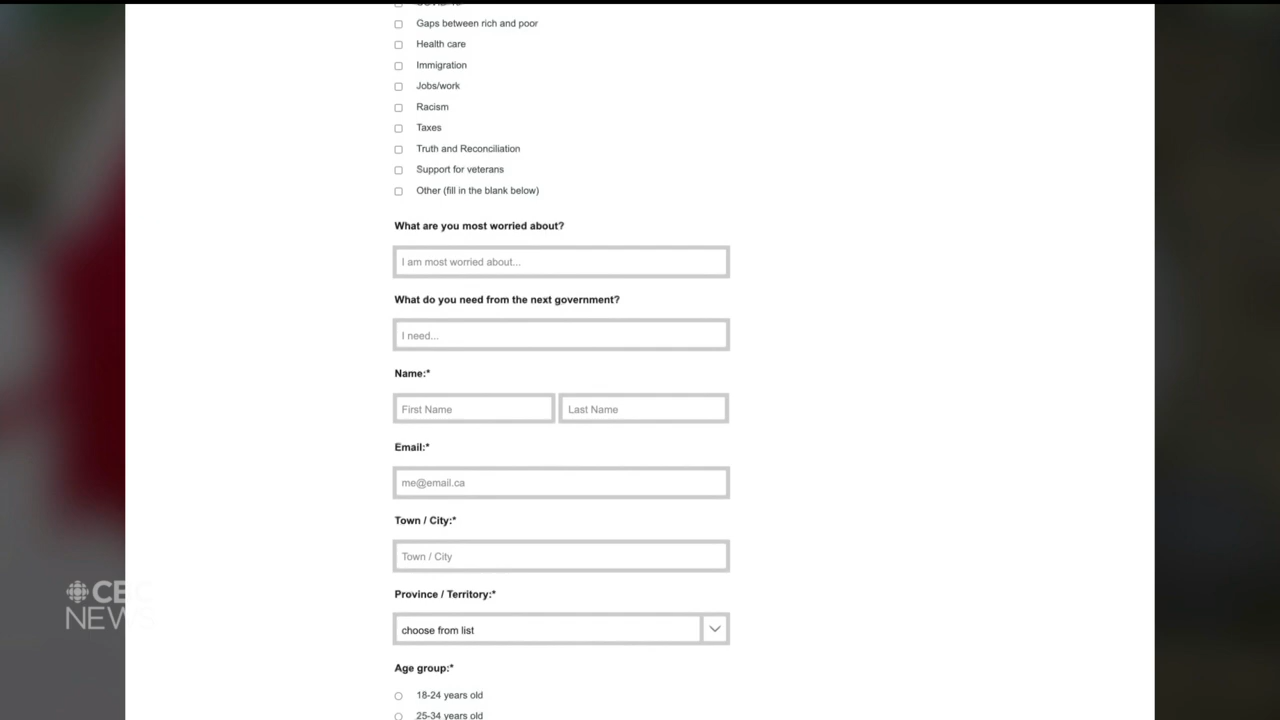 Gaps between rich and poor
Health care
Immigration
Jobs/work
Racism
Taxes
Truth and Reconciliation
Support for veterans
Other (fill in the blank below)
What are you most worried about?
I am most worried about...
What do you need from the next government?
I need...
Name:*
First Name Last Name
Email:*
me@email.ca
Town / City:*
Town / City
Province / Territory:*
choose from list
Age group:*
18-24 years old
25-34 years old
CBC
NEWS